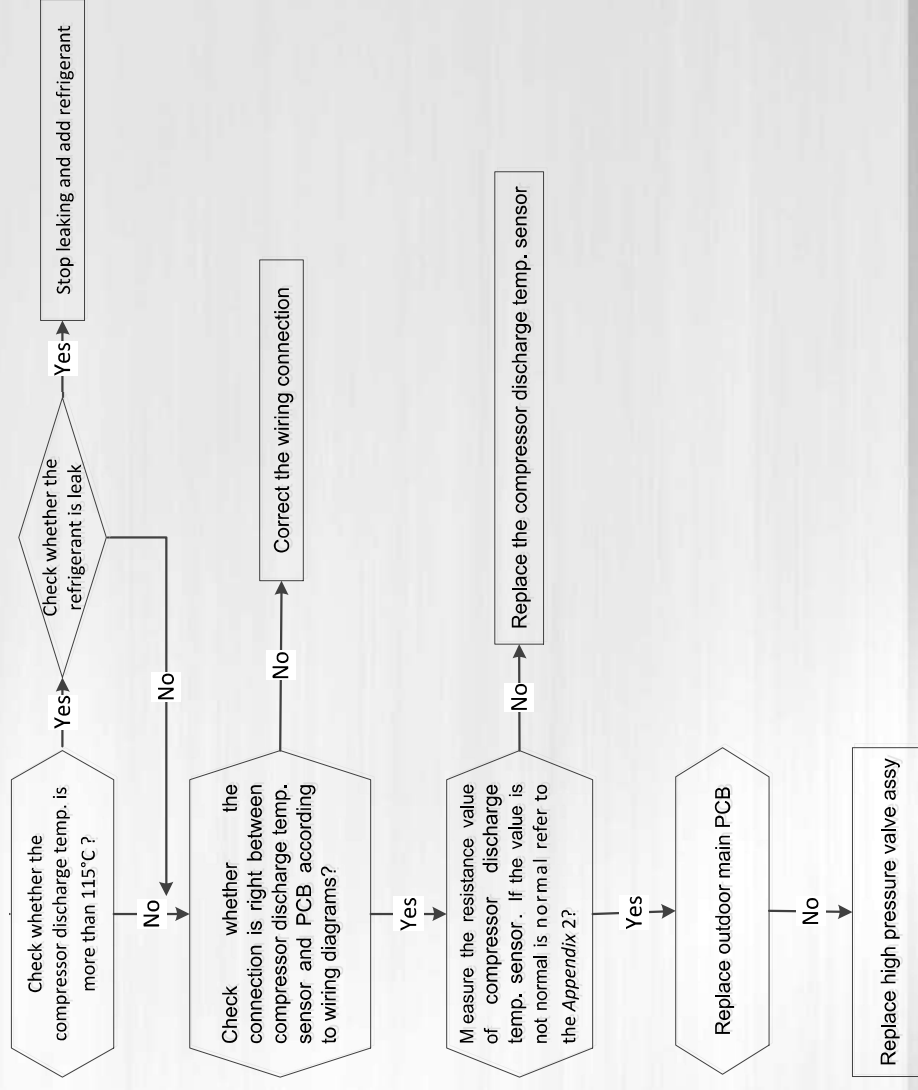 Check whether the
compressor discharge temp. is
more than 115°C ?
Yes
Check whether the
refrigerant is leak
Yes
Stop leaking and add refrigerant
No
No
Check whether the
connection is right between
compressor discharge temp.
sensor and PCB according
to wiring diagrams?
No
Correct the wiring connection
Yes
Measure the resistance value
of compressor discharge
temp. sensor . If the value is
not normal is normal refer to
the Appendix 2?
No
Replace the compressor discharge temp. sensor
Yes
Replace outdoor main PCB
No
Replace high pressure valve assy